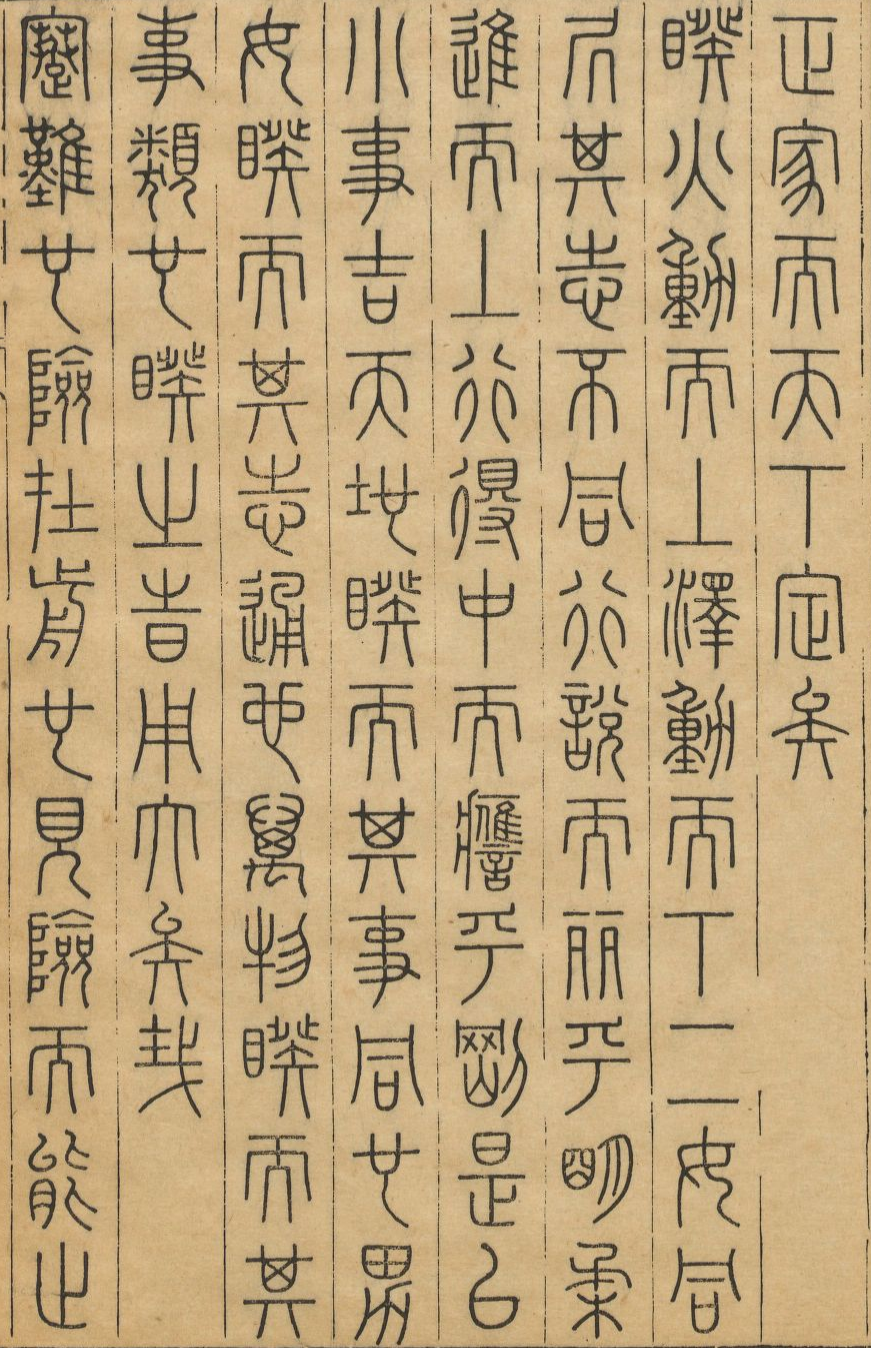 正家而天下定矣
睽火動而上澤動而下二女同
居其志不同行說而麗乎明柔
進而上行得中而應乎剛是以
小事吉天地睽而其事同也男
女睽而其志通也萬物睽而其
事類也睽之時用大矣哉
蹇難也險在前也見險而能止